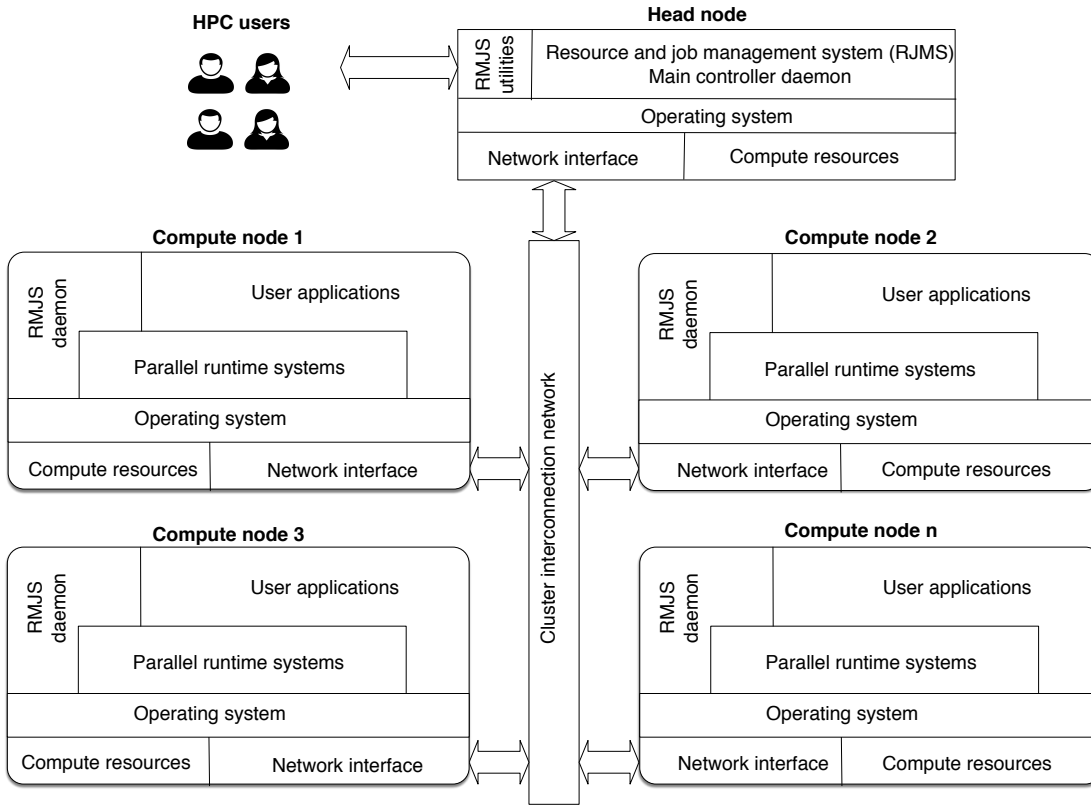 HPC users
Head node
RMJS
utilities
Resource and job management system (RJMS)
Main controller daemon
Operating system
Network interface
Compute resources
Compute node 1
RMJS
daemon
User applications
Parallel runtime systems
Operating system
Compute resources
Network interface
Cluster interconnection network
Compute node 2
RMJS
daemon
User applications
Parallel runtime systems
Operating system
Network interface
Compute resources
Compute node 3
RMJS
daemon
User applications
Parallel runtime systems
Operating system
Compute resources
Network interface
Compute node n
RMJS
daemon
User applications
Parallel runtime systems
Operating system
Network interface
Compute resources